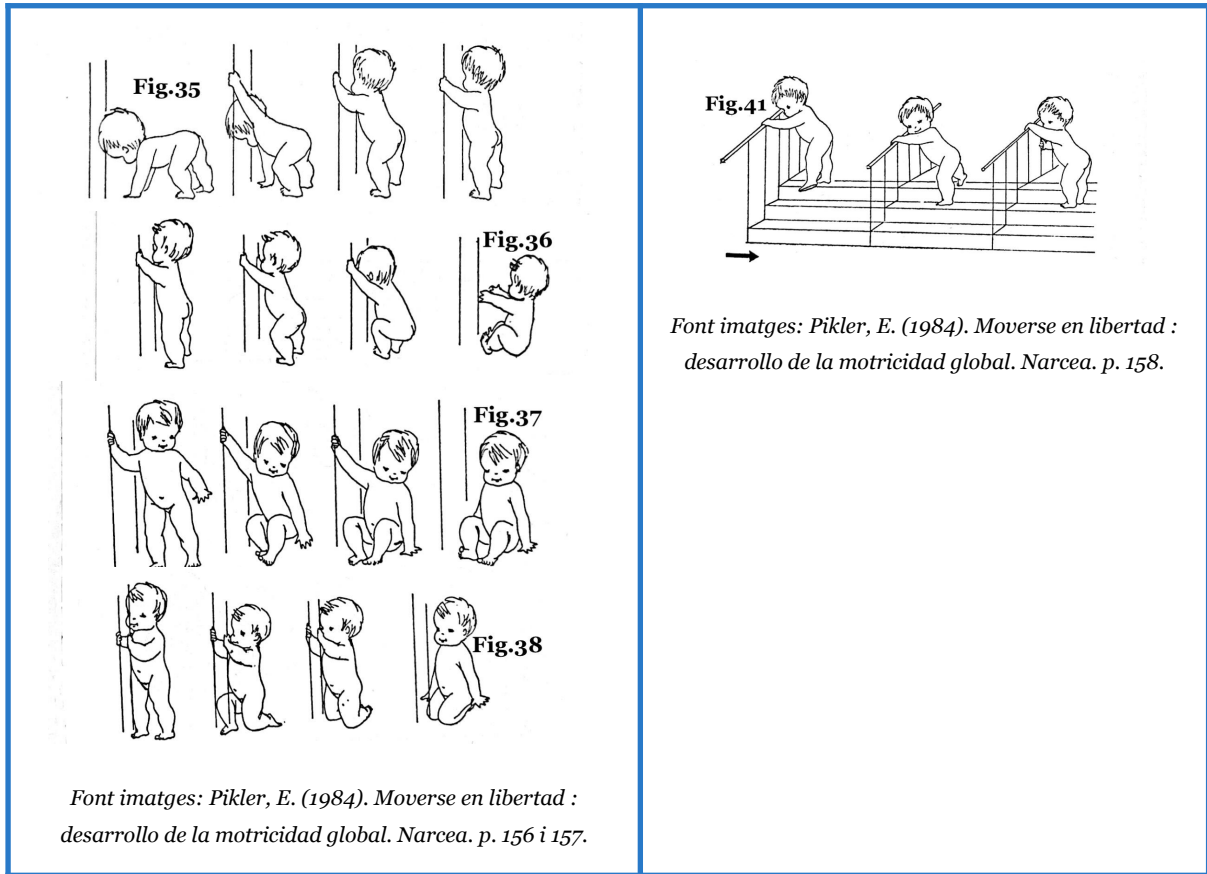 Fig.35
Fig.36
Fig.37
Fig.38
Font imatges: Pikler, E. (1984). Moverse en libertad :
desarrollo de la motricidad global. Narcea. p. 156 i 157.
Fig.41
Font imatges: Pikler, E. (1984). Moverse en libertad :
desarrollo de la motricidad global. Narcea. p. 158.